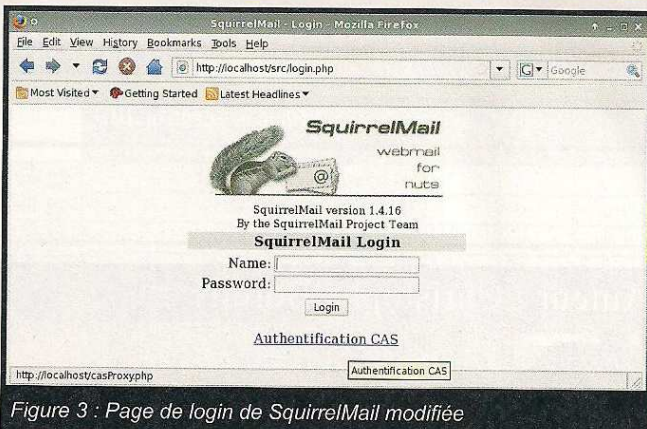 SquirrelMail - Login - Mozilla Firefox
File Edit View History Bookmarks Tools Help
http://localhost/src/login.php
G Google
Most Visited Getting Started Latest Headlines
SquirrelMail
webmail
for
nuts
@
SquirrelMail version 1.4.16
By the SquirrelMail Project Team
SquirrelMail Login
Name:
Password:
Login
Authentification CAS
http://localhost/casProxy.php
Authentification CAS
Figure 3 : Page de login de SquirrelMail modifiée